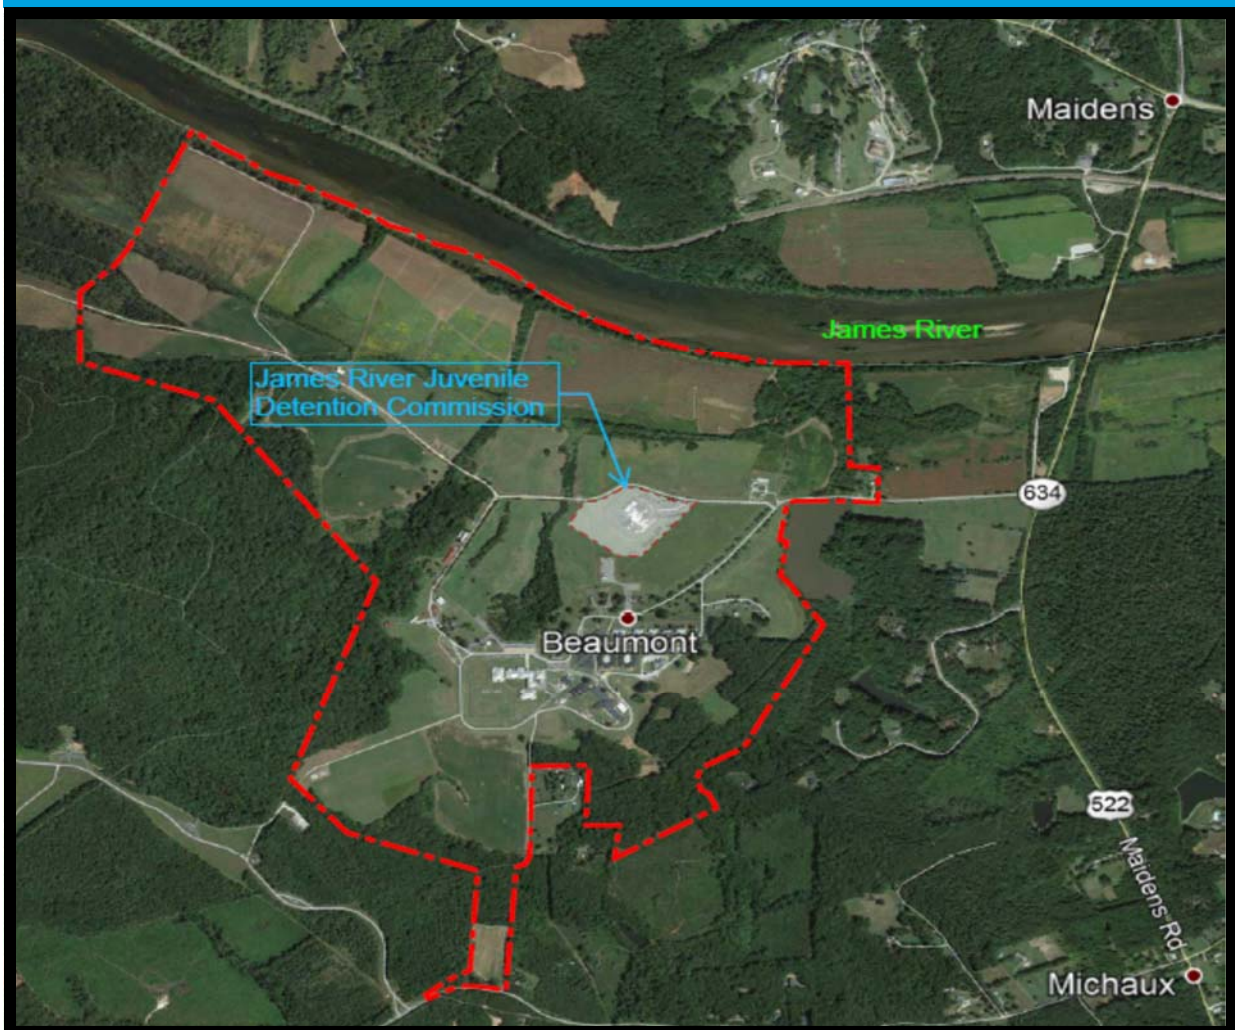 Maidens
James River
James River Juvenile
Detention Commission
634
Beaumont
522
Maidens Rd
Michaux